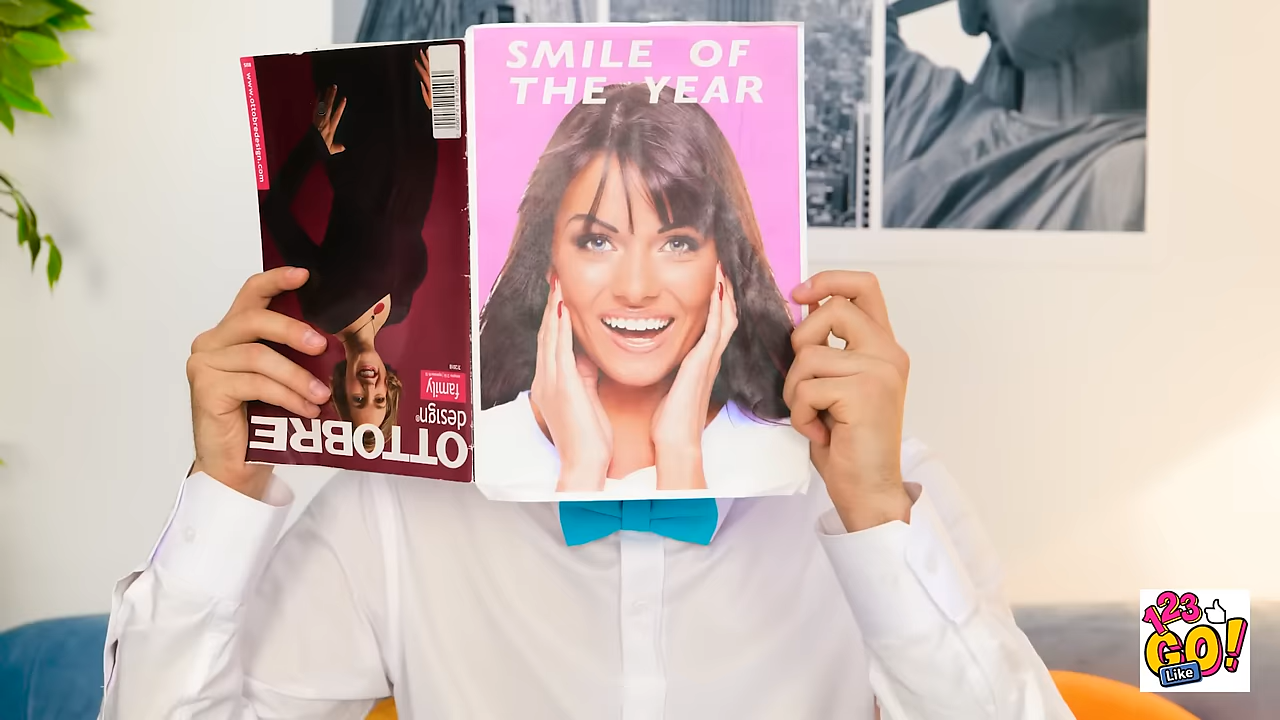 SMILE OF
THE YEAR
www.ottobredesign.com
family
design®
OTTOBRE
123
GO!
Like